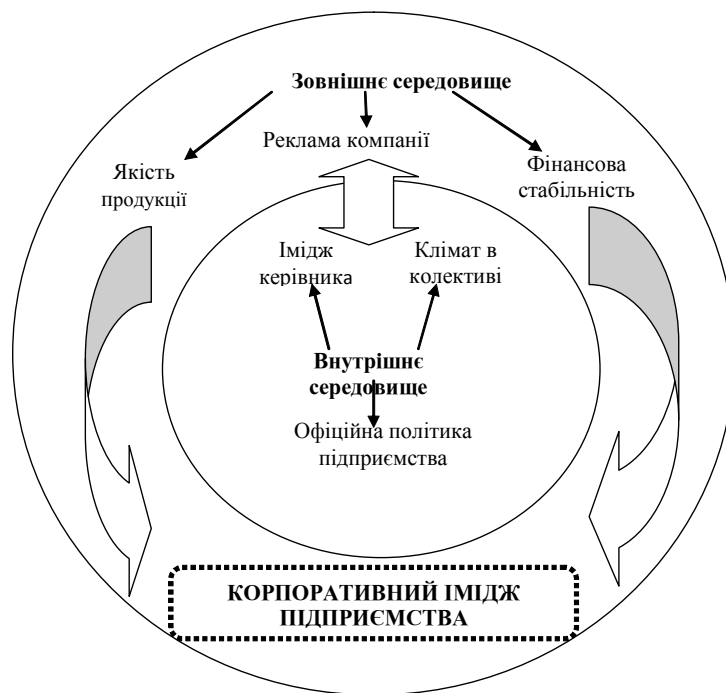 Зовнішнє середовище
Реклама компанії
Якість
продукції
Фінансова
стабільність
Імідж
керівника
Клімат в
колективі
Внутрішнє
середовище
Офіційна політика
підприємства
КОРПОРАТИВНИЙ ІМІДЖ
ПІДПРИЄМСТВА